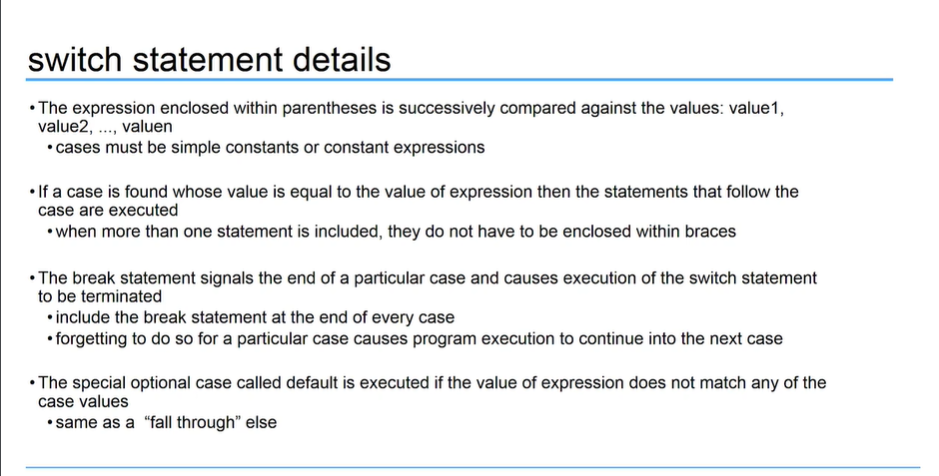 switch statement details
• The expression enclosed within parentheses is successively compared against the values: value1,
value2, ..., valuen
• cases must be simple constants or constant expressions
• If a case is found whose value is equal to the value of expression then the statements that follow the
case are executed
• when more than one statement is included, they do not have to be enclosed within braces
• The break statement signals the end of a particular case and causes execution of the switch statement
to be terminated
• include the break statement at the end of every case
• forgetting to do so for a particular case causes program execution to continue into the next case
• The special optional case called default is executed if the value of expression does not match any of the
case values
• same as a “fall through” else